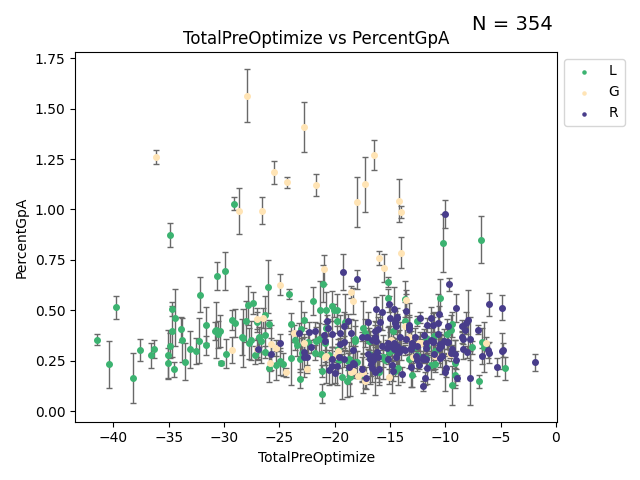 N = 354
TotalPreOptimize vs PercentGpA
1.75
1.50
1.25
1.00
0.75
0.50
0.25
0.00
PercentGpA
−40
−35
−30
−25
−20
−15
−10
−5
0
TotalPreOptimize
L
G
R